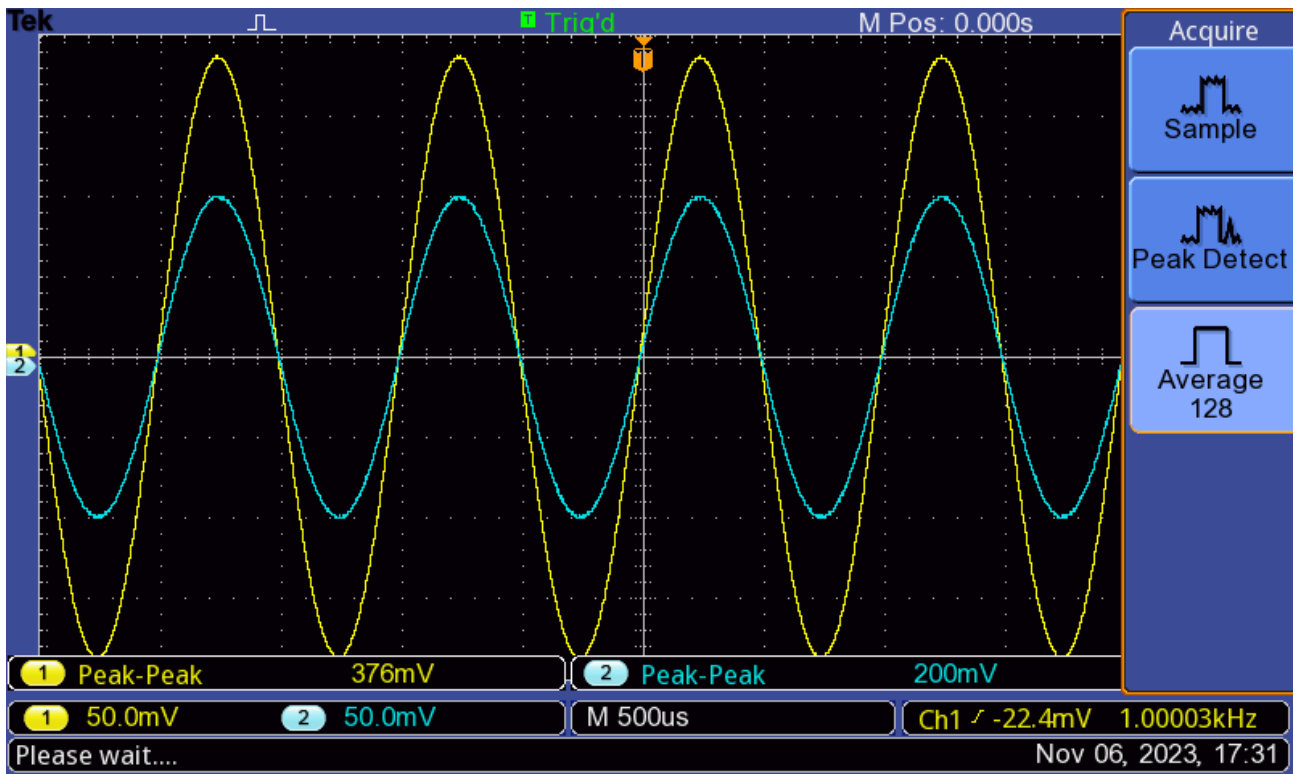 Tek T Trig'd M Pos: 0.000s
Acquire
T
Sample
Peak Detect
1
2
Average
128
1 Peak-Peak 376mV 2 Peak-Peak 200mV
1 50.0mV 2 50.0mV M 500us Ch1 -22.4mV 1.00003kHz
Please wait.... Nov 06, 2023, 17:31